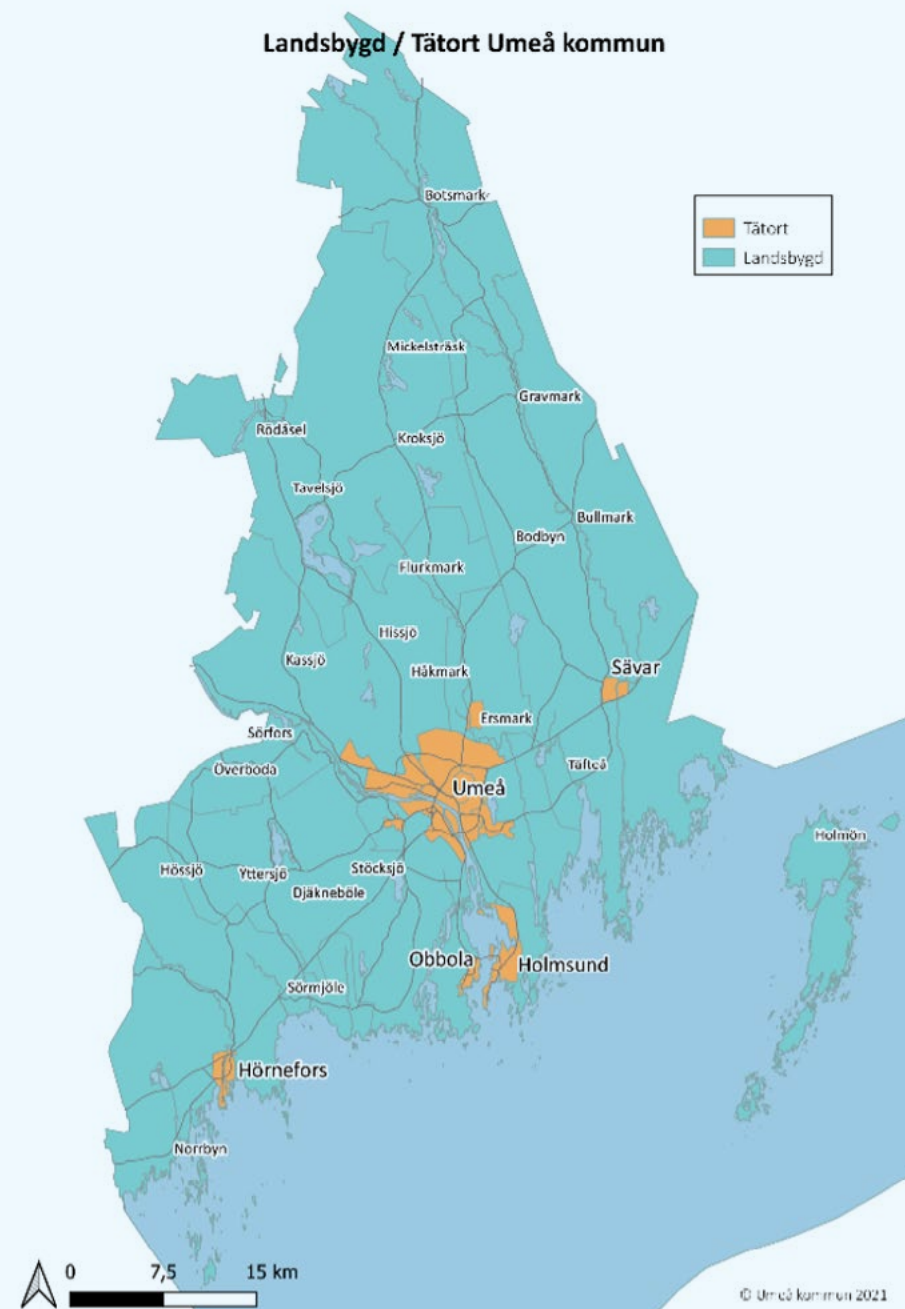 Landsbygd / Tätort Umeå kommun
Botsmark
Tätort
Landsbygd
Mickelsträsk
Gravmark
Rödåsel
Kroksjö
Tavelsjö
Bullmark
Bodbyn
Flurkmark
Hissjö
Kassjö
Håkmark
Sävar
Ersmark
Sörfors
Överboda
Täfteå
Umeå
Holmön
Hössjö
Yttersjö
Stöcksjö
Djäkneböle
Obbola
Holmsund
Sörmjöle
Hörnefors
Norrbyn
0 7,5 15 km
© Umeå kommun 2021